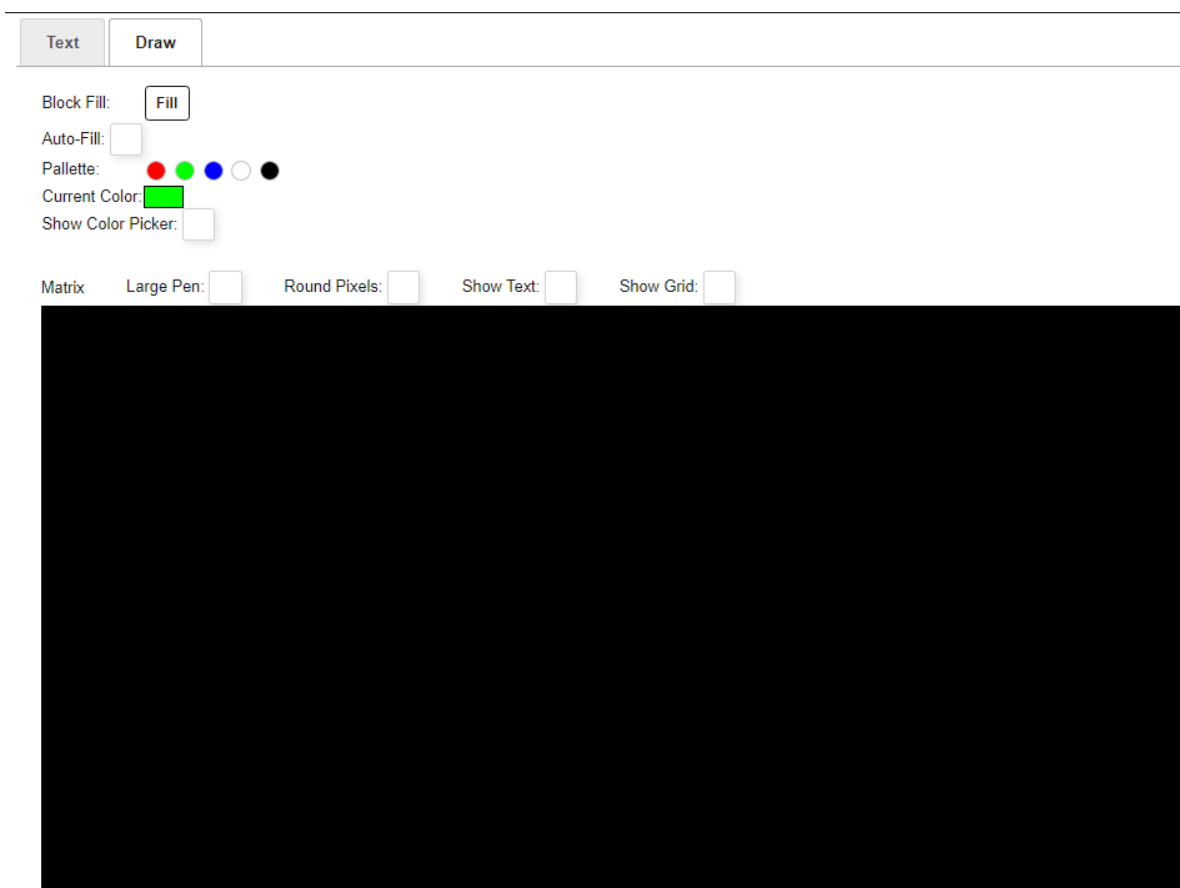 Text Draw
Block Fill: Fill
Auto-Fill:
Pallette:
Current Color:
Show Color Picker:
Matrix Large Pen: Round Pixels: Show Text: Show Grid: